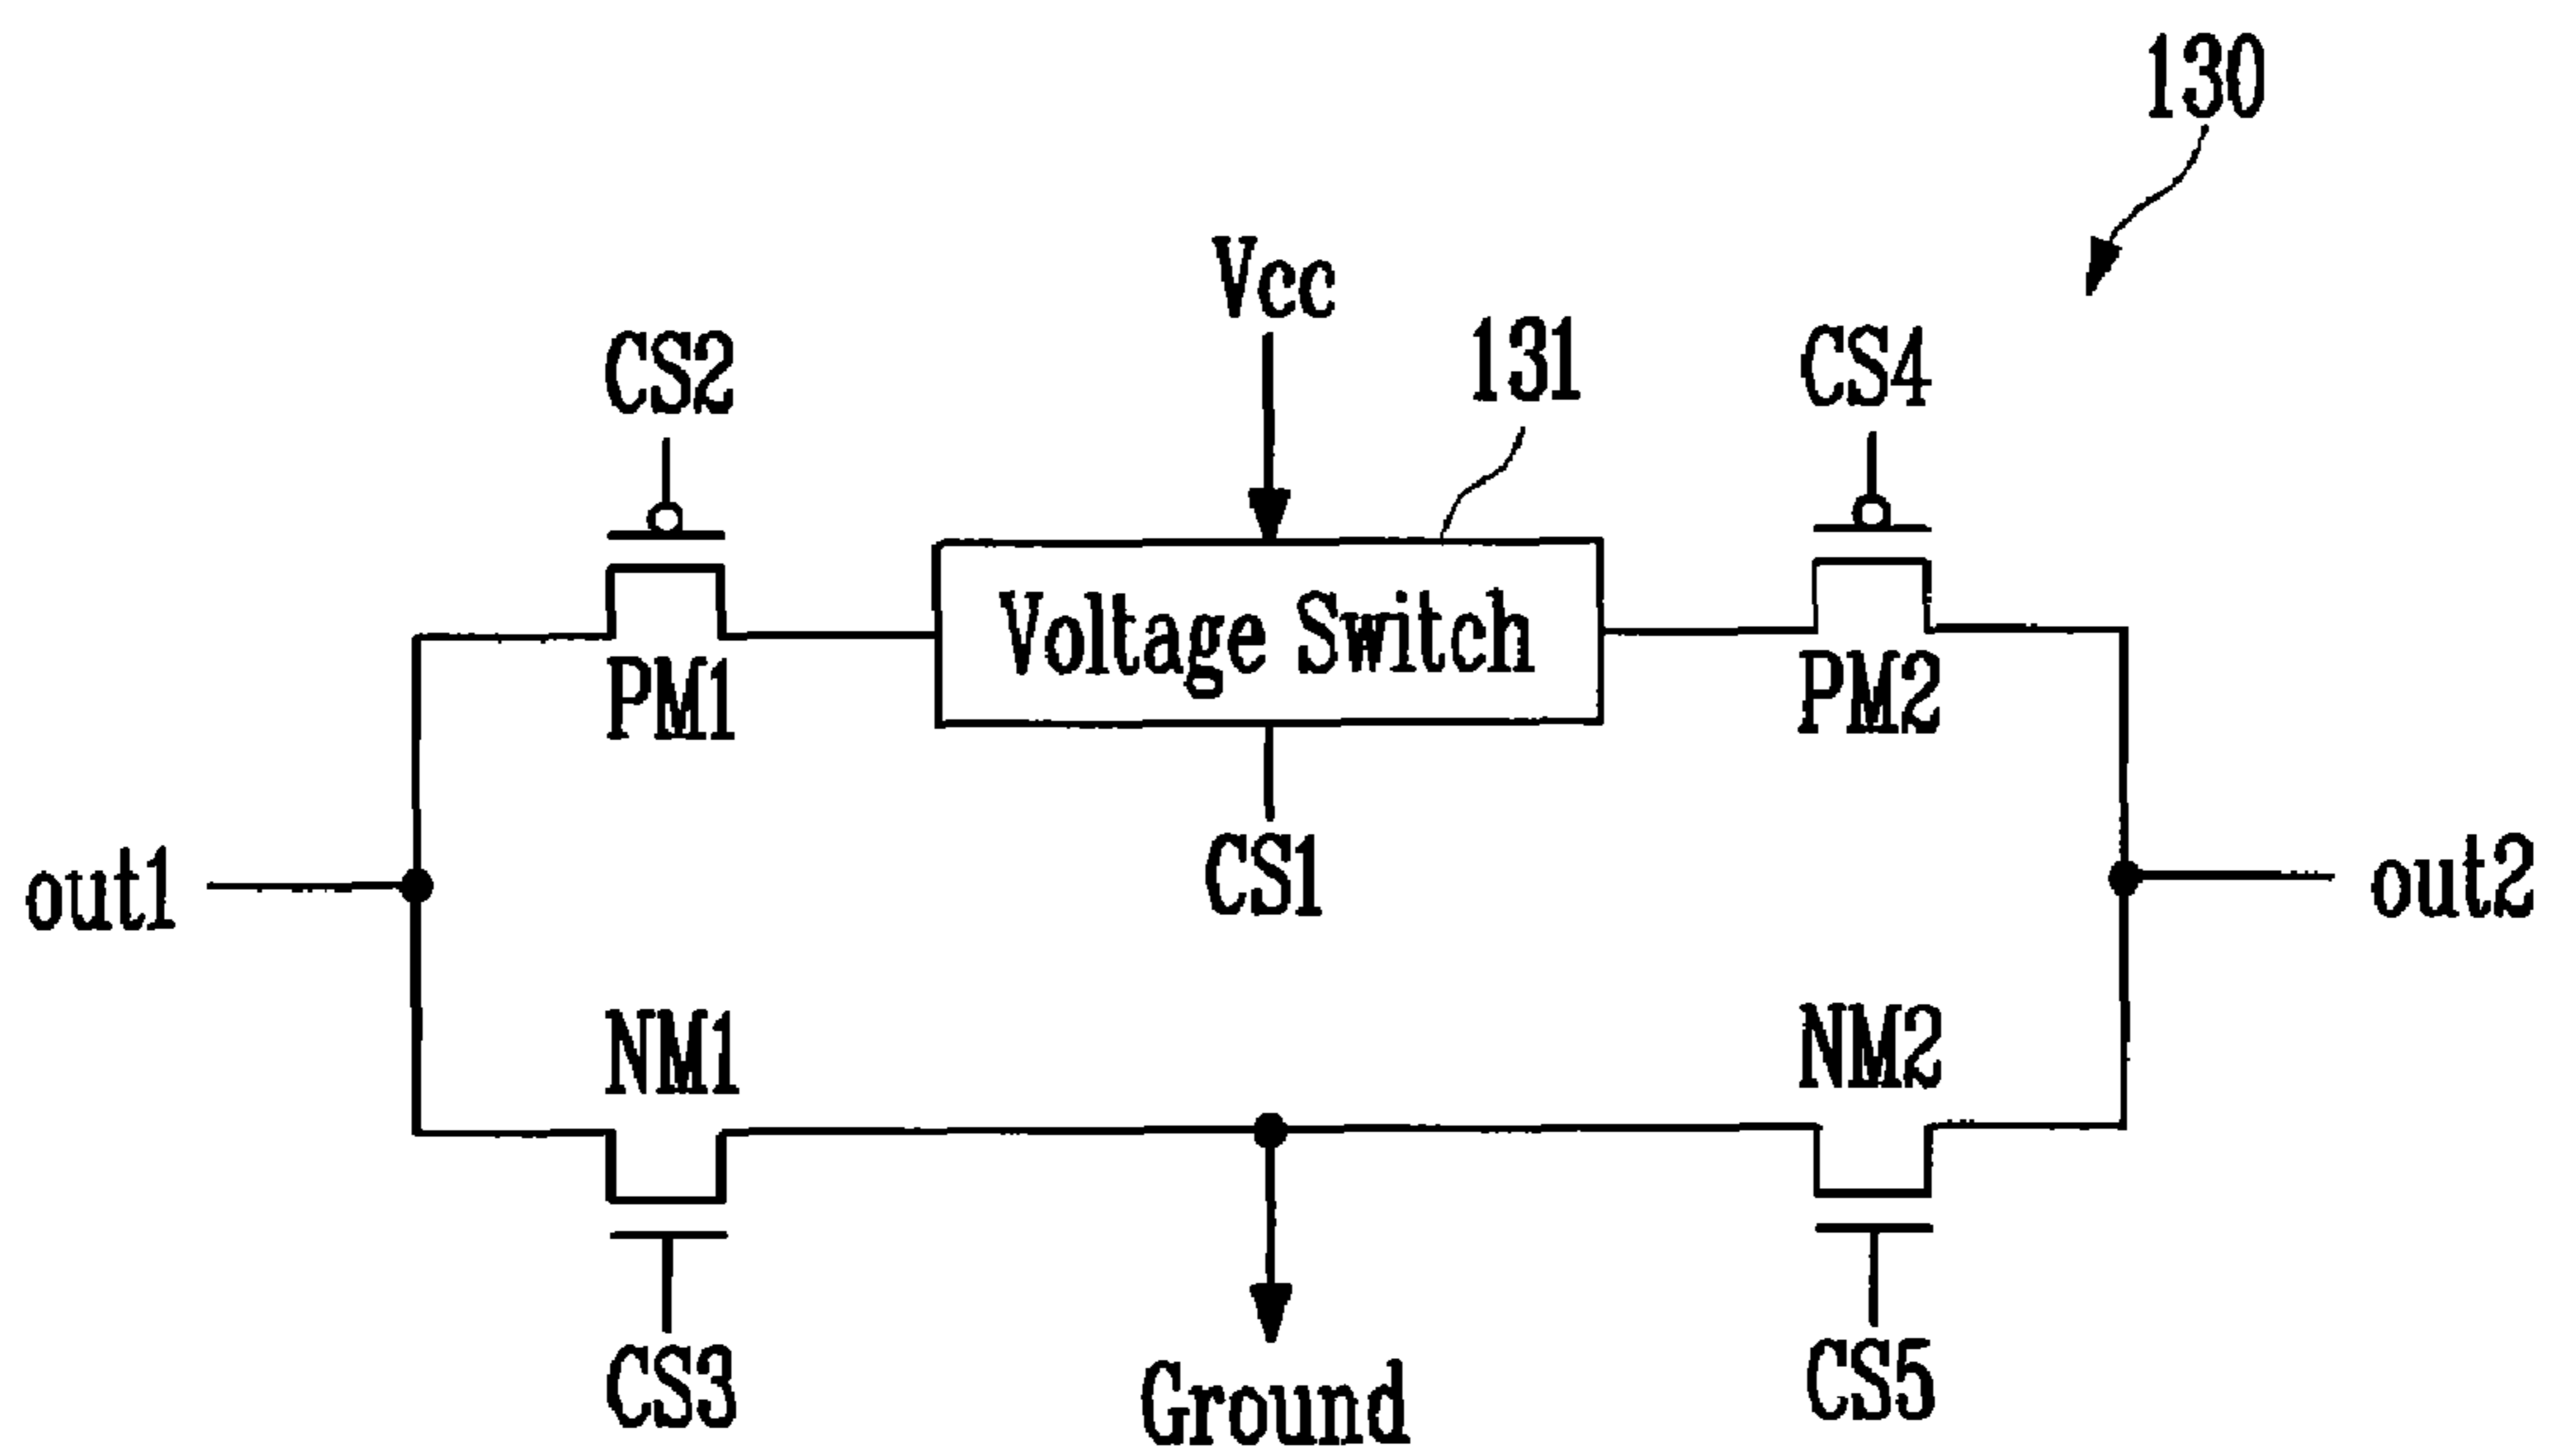 130
Vcc
131
CS2
CS4
Voltage Switch
PM1
PM2
CS1
out1
out2
NM1
NM2
CS3
CS5
Ground